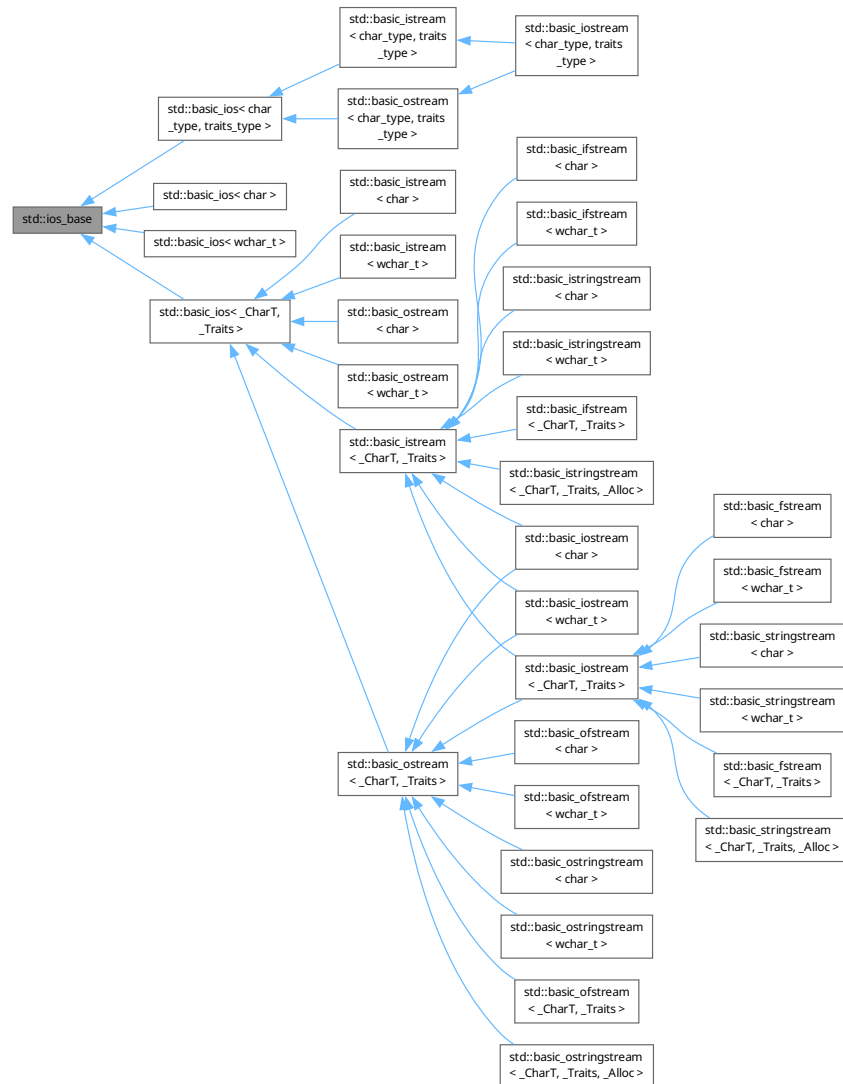 std::ios_base
std::basic_ios< char
_type, traits_type >
std::basic_ios< char >
std::basic_ios< wchar_t >
std::basic_ios< _CharT,
_Traits >
std::basic_istream
< char_type, traits
_type >
std::basic_ostream
< char_type, traits
_type >
std::basic_istream
< char >
std::basic_istream
< wchar_t >
std::basic_ostream
< char >
std::basic_ostream
< wchar_t >
std::basic_istream
< _CharT, _Traits >
std::basic_ostream
< _CharT, _Traits >
std::basic_iostream
< char_type, traits
_type >
std::basic_ifstream
< char >
std::basic_ifstream
< wchar_t >
std::basic_istringstream
< char >
std::basic_istringstream
< wchar_t >
std::basic_ifstream
< _CharT, _Traits >
std::basic_istringstream
< _CharT, _Traits, _Alloc >
std::basic_iostream
< char >
std::basic_iostream
< wchar_t >
std::basic_iostream
< _CharT, _Traits >
std::basic_ofstream
< char >
std::basic_ofstream
< wchar_t >
std::basic_ostringstream
< char >
std::basic_ostringstream
< wchar_t >
std::basic_ofstream
< _CharT, _Traits >
std::basic_ostringstream
< _CharT, _Traits, _Alloc >
std::basic_fstream
< char >
std::basic_fstream
< wchar_t >
std::basic_stringstream
< char >
std::basic_stringstream
< wchar_t >
std::basic_fstream
< _CharT, _Traits >
std::basic_stringstream
< _CharT, _Traits, _Alloc >